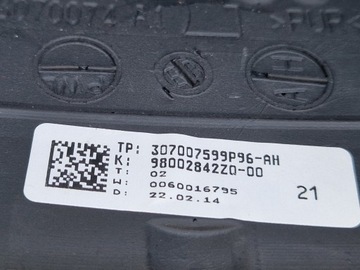 TP: 307007599P96-AH
K: 98002842ZD-00
T: 02
W: 0060016795
D: 22.02.14
21